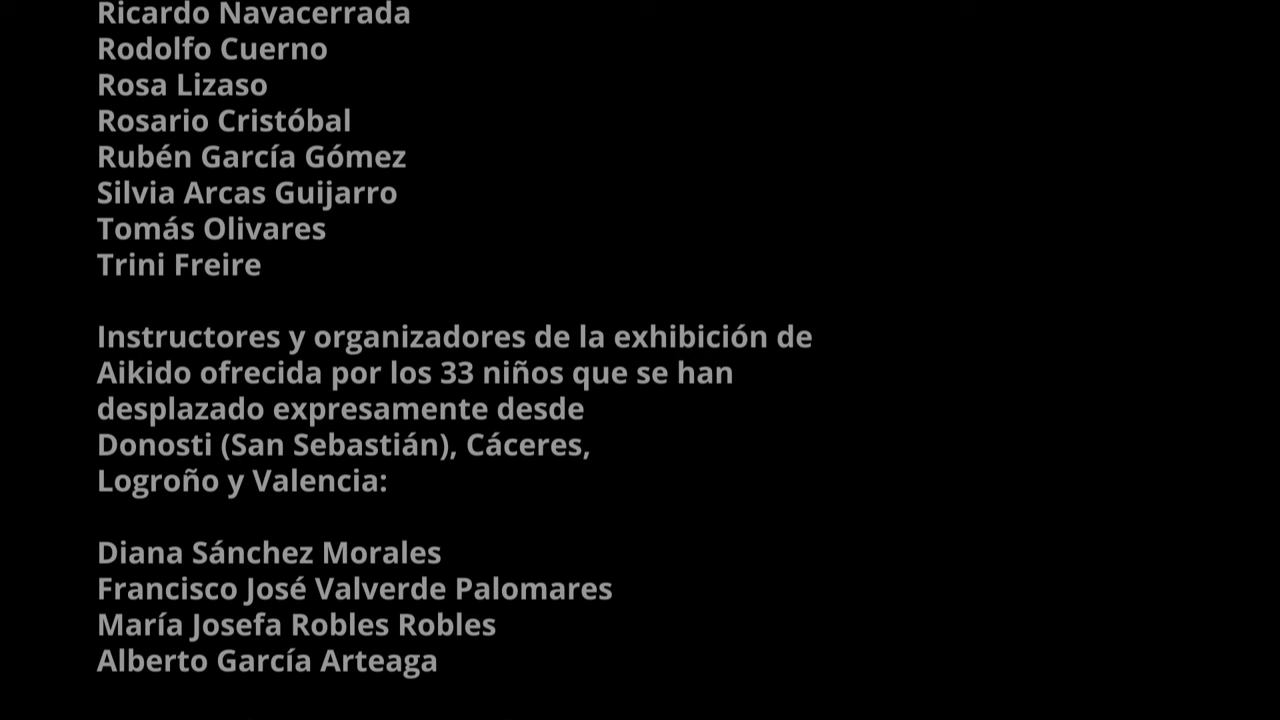 Ricardo Navacerrada
Rodolfo Cuerno
Rosa Lizaso
Rosario Cristóbal
Rubén García Gómez
Silvia Arcas Guijarro
Tomás Olivares
Trini Freire
Instructores y organizadores de la exhibición de
Aikido ofrecida por los 33 niños que se han
desplazado expresamente desde
Donosti (San Sebastián), Cáceres,
Logroño y Valencia:
Diana Sánchez Morales
Francisco José Valverde Palomares
María Josefa Robles Robles
Alberto García Arteaga